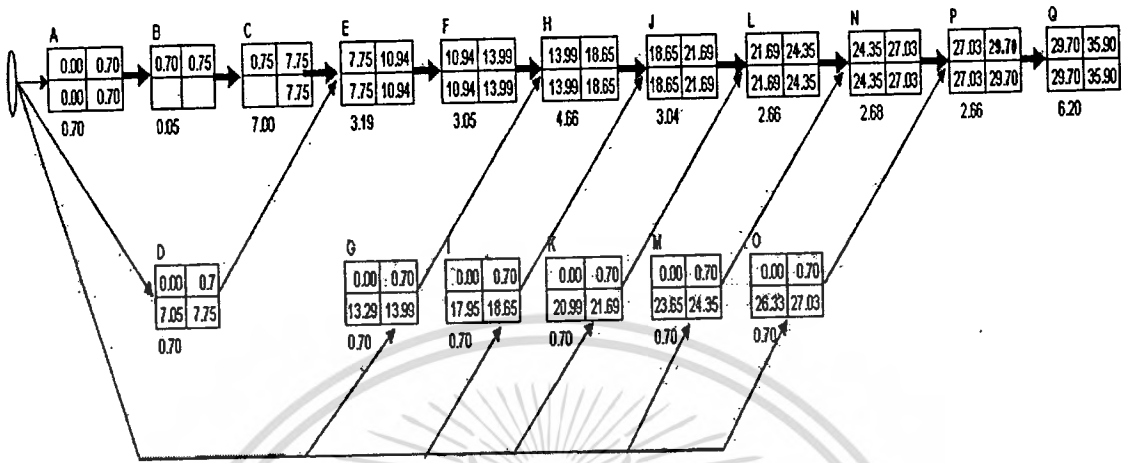 A B C E F H J L N P Q
0.00 0.70 0.70 0.75 0.75 7.75 7.75 10.94 10.94 13.99 13.99 18.65 18.65 21.69 21.69 24.35 24.35 27.03 27.03 29.70 29.70 35.90
0.00 0.70 7.75 7.75 10.94 10.94 13.99 13.99 18.65 18.65 21.69 21.69 24.35 24.35 27.03 27.03 29.70 29.70 35.90
0.70 0.05 7.00 3.19 3.05 4.66 3.04 2.66 2.68 2.66 6.20
D G I K M O
0.00 0.7 0.00 0.70 0.00 0.70 0.00 0.70 0.00 0.70 0.00 0.70
7.05 7.75 13.29 13.99 17.95 18.65 20.99 21.69 23.65 24.35 26.33 27.03
0.70 0.70 0.70 0.70 0.70 0.70